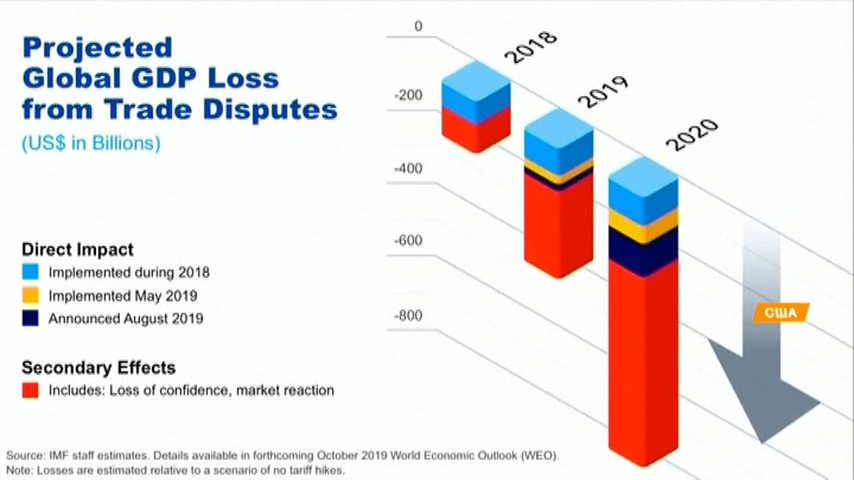 Projected
Global GDP Loss
from Trade Disputes
(US$ in Billions)
0
-200
-400
-600
-800
2018
2019
2020
Direct Impact
Implemented during 2018
Implemented May 2019
Announced August 2019
Secondary Effects
Includes: Loss of confidence, market reaction
США
Source: IMF staff estimates. Details available in forthcoming October 2019 World Economic Outlook (WEO).
Note: Losses are estimated relative to a scenario of no tariff hikes.